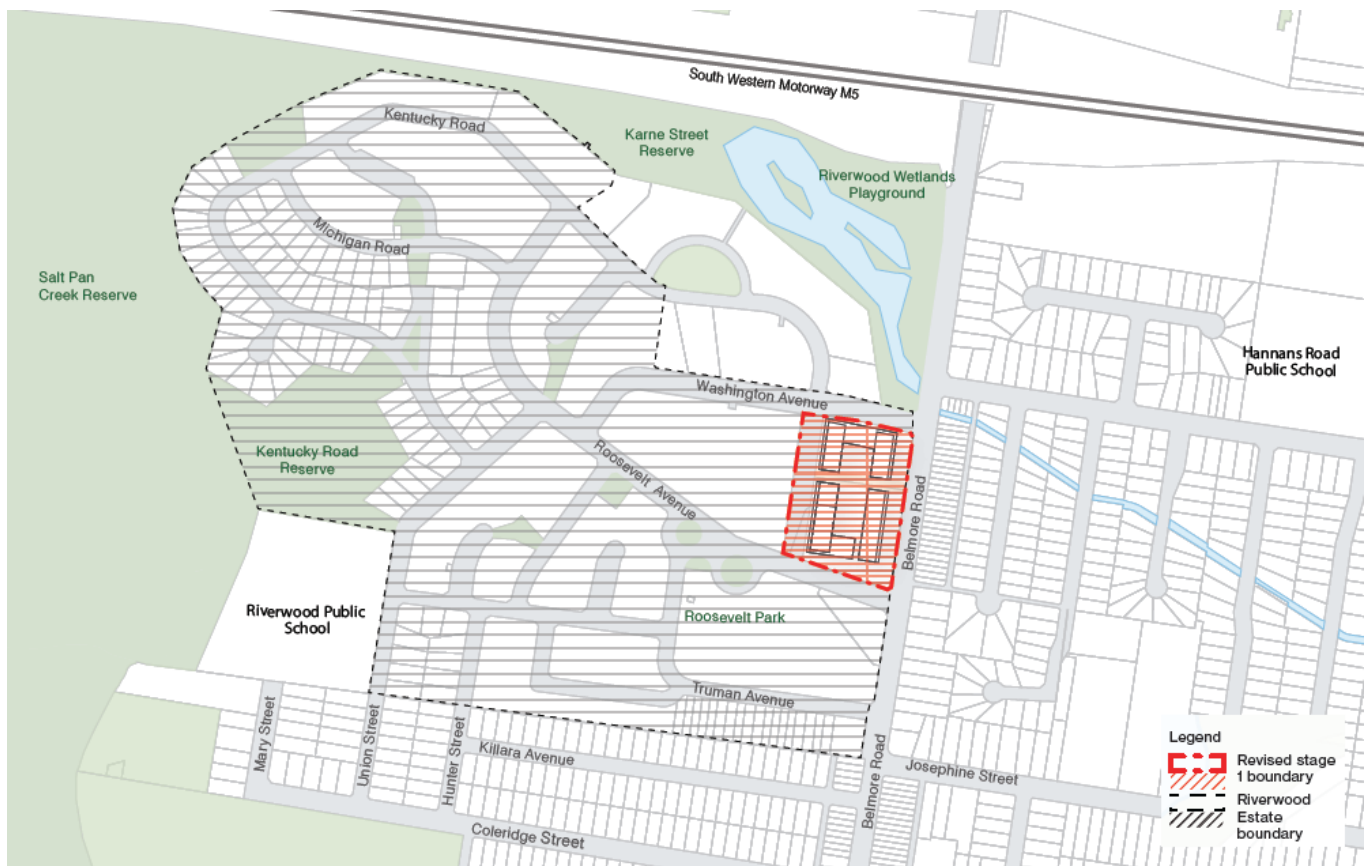 South Western Motorway M5
Kentucky Road
Karne Street
Reserve
Riverwood Wetlands
Playground
Michigan Road
Salt Pan
Creek Reserve
Hannans Road
Public School
Washington Avenue
Kentucky Road
Reserve
Roosevelt Avenue
Belmore Road
Riverwood Public
School
Roosevelt Park
Truman Avenue
Mary Street
Union Street
Hunter Street
Killara Avenue
Belmore Road
Josephine Street
Coleridge Street
Legend
Revised stage
1 boundary
Riverwood
Estate
boundary